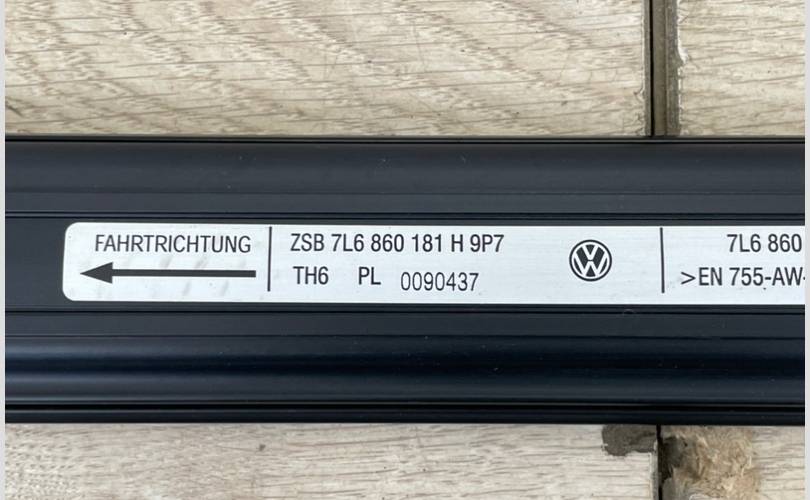 FAHRTRICHTUNG
ZSB 7L6 860 181 H 9P7
TH6 PL 0090437
7L6 860
>EN 755-AW-